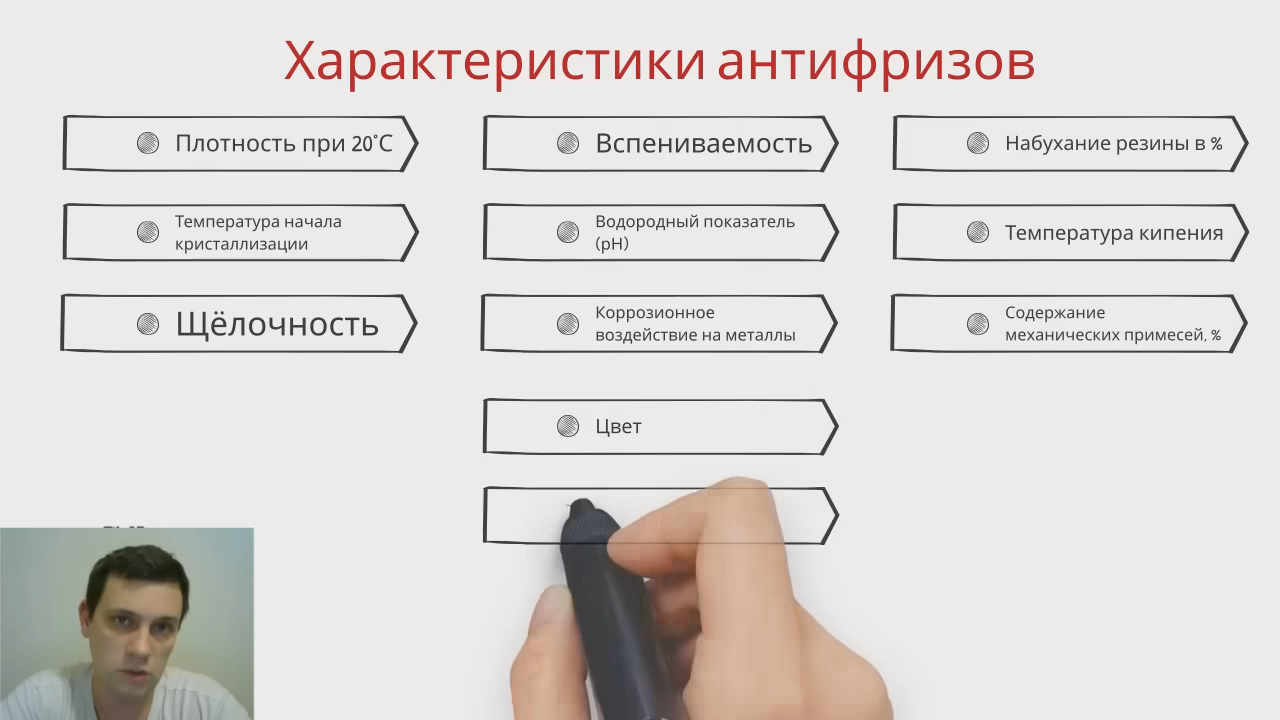 Характеристики антифризов
Плотность при 20°С
Вспениваемость
Набухание резины в %
Температура начала
кристаллизации
Водородный показатель
(pH)
Температура кипения
Щёлочность
Коррозионное
воздействие на металлы
Содержание
механических примесей, %
Цвет